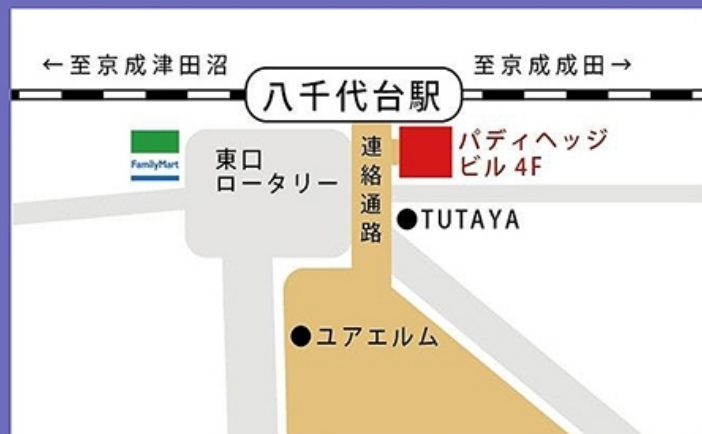 ←至京成津田沼
至京成成田→
八千代台駅
FamilyMart
東口
ロータリー
連絡通路
パディヘッジ
ビル 4F
●TUTAYA
●ユアエルム